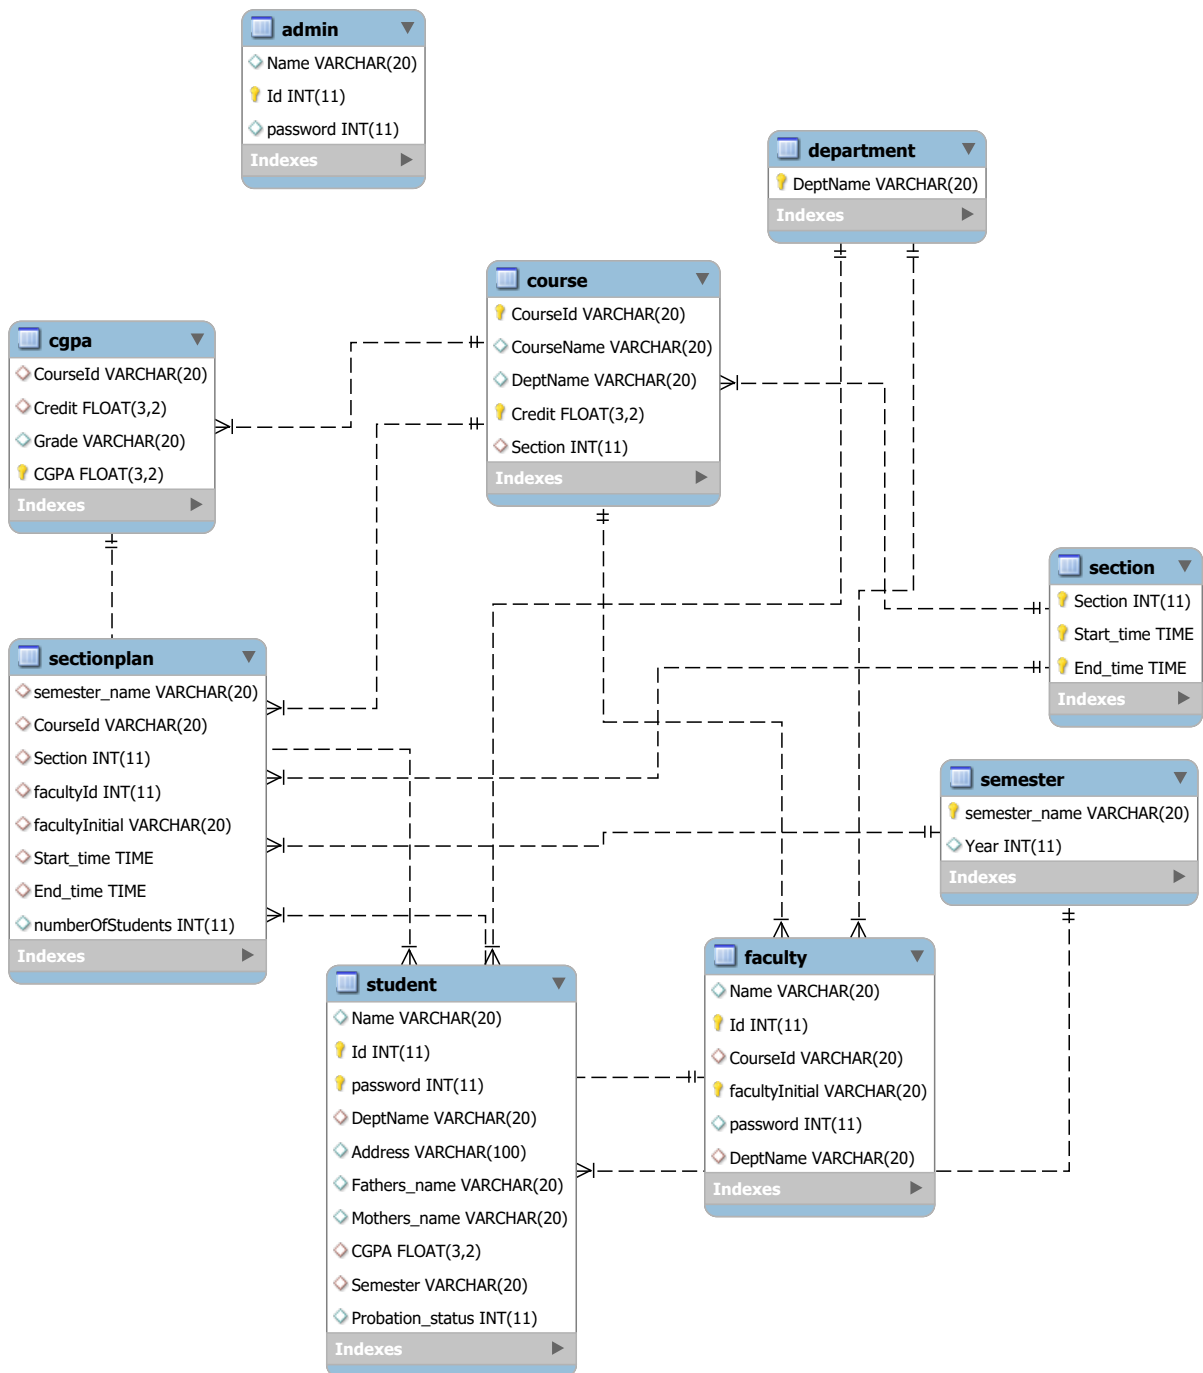 admin
Name VARCHAR(20)
Id INT(11)
password INT(11)
Indexes
department
DeptName VARCHAR(20)
Indexes
course
CourseId VARCHAR(20)
CourseName VARCHAR(20)
DeptName VARCHAR(20)
Credit FLOAT(3,2)
Section INT(11)
Indexes
cgpa
CourseId VARCHAR(20)
Credit FLOAT(3,2)
Grade VARCHAR(20)
CGPA FLOAT(3,2)
Indexes
section
Section INT(11)
Start_time TIME
End_time TIME
Indexes
sectionplan
semester_name VARCHAR(20)
CourseId VARCHAR(20)
Section INT(11)
facultyId INT(11)
facultyInitial VARCHAR(20)
Start_time TIME
End_time TIME
numberOfStudents INT(11)
Indexes
semester
semester_name VARCHAR(20)
Year INT(11)
Indexes
faculty
Name VARCHAR(20)
Id INT(11)
CourseId VARCHAR(20)
facultyInitial VARCHAR(20)
password INT(11)
DeptName VARCHAR(20)
Indexes
student
Name VARCHAR(20)
Id INT(11)
password INT(11)
DeptName VARCHAR(20)
Address VARCHAR(100)
Fathers_name VARCHAR(20)
Mothers_name VARCHAR(20)
CGPA FLOAT(3,2)
Semester VARCHAR(20)
Probation_status INT(11)
Indexes